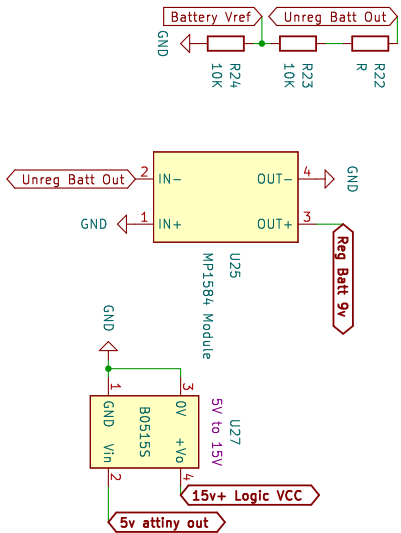 Battery Vref
Unreg Batt Out
GND
R24
10K
R23
10K
R22
R
Unreg Batt Out
2
IN-
OUT-
4
GND
GND
1
IN+
OUT+
3
Reg Batt 9v
U25
MP1584 Module
GND
1
3
GND
0V
B0515S
Vin
+Vo
U27
5V to 15V
2
4
15v+ Logic VCC
5v attiny out